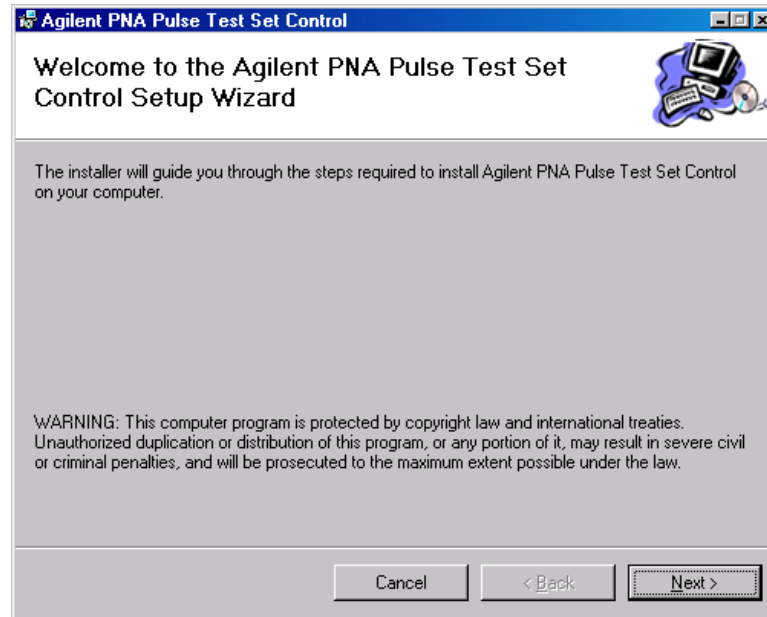 Agilent PNA Pulse Test Set Control
Welcome to the Agilent PNA Pulse Test Set
Control Setup Wizard
The installer will guide you through the steps required to install Agilent PNA Pulse Test Set Control
on your computer.
WARNING: This computer program is protected by copyright law and international treaties.
Unauthorized duplication or distribution of this program, or any portion of it, may result in severe civil
or criminal penalties, and will be prosecuted to the maximum extent possible under the law.
Cancel
< Back
Next >